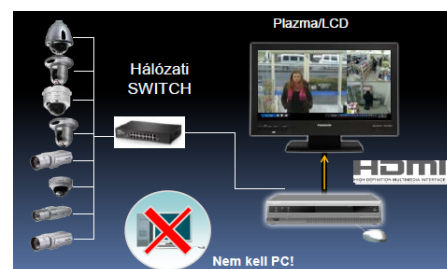 Plazma/LCD
Hálózati
SWITCH
HDMI
HIGH DEFINITION MULTIMEDIA INTERFACE
Nem kell PC!